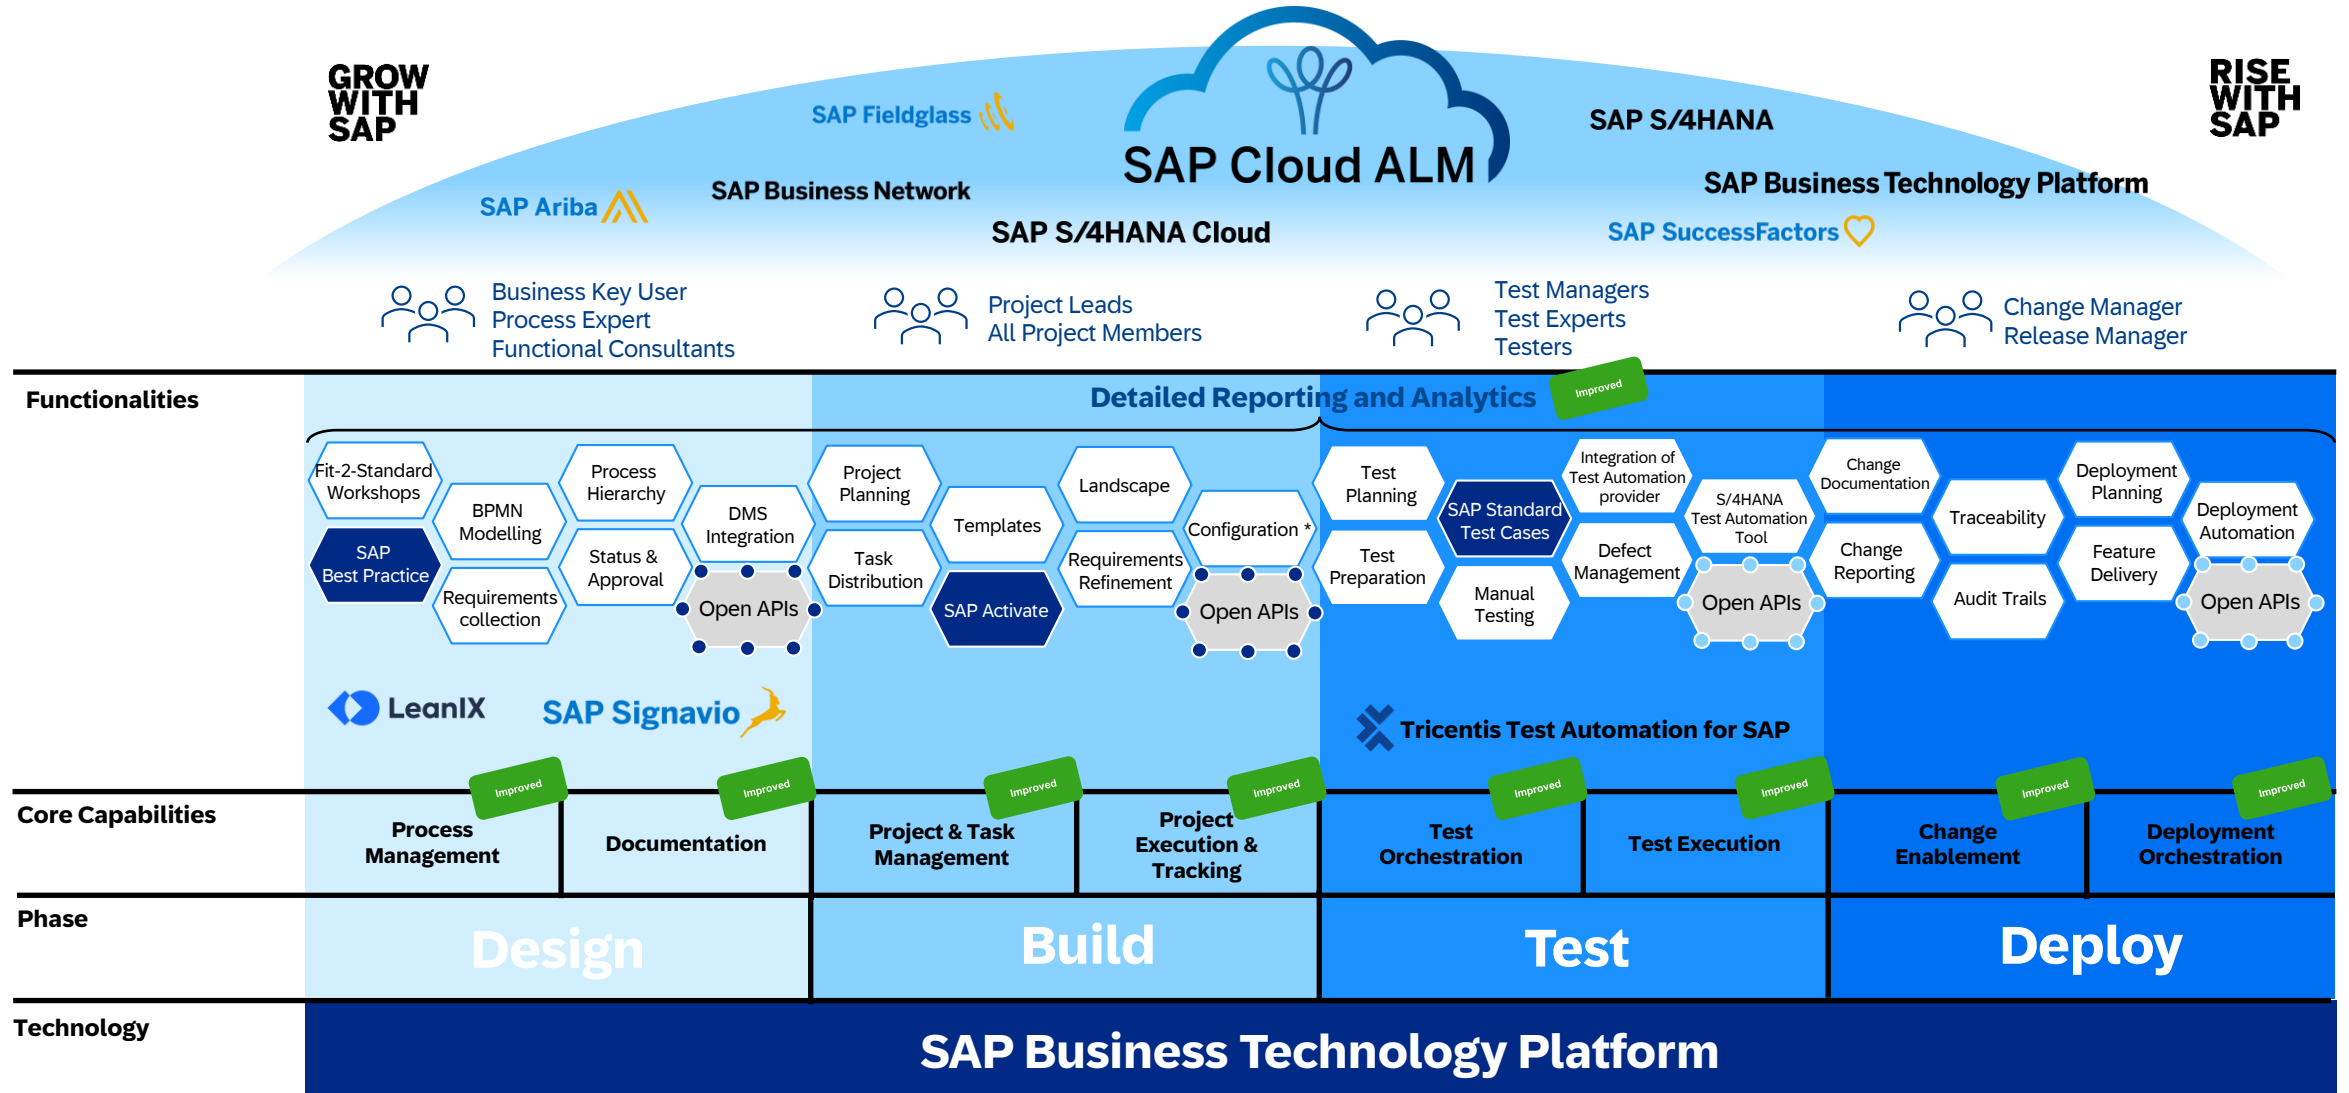 GROW
WITH
SAP
RISE
WITH
SAP
SAP Cloud ALM
SAP Fieldglass
SAP S/4HANA
SAP Ariba
SAP Business Network
SAP S/4HANA Cloud
SAP Business Technology Platform
SAP SuccessFactors
Business Key User
Process Expert
Functional Consultants
Project Leads
All Project Members
Test Managers
Test Experts
Testers
Change Manager
Release Manager
Functionalities
Detailed Reporting and Analytics
Improved
Fit-2-Standard
Workshops
SAP
Best Practice
BPMN
Modelling
Requirements
collection
Process
Hierarchy
Status &
Approval
DMS
Integration
Open APIs
Project
Planning
Task
Distribution
Templates
SAP Activate
Landscape
Requirements
Refinement
Configuration *
Open APIs
Test
Planning
Test
Preparation
SAP Standard
Test Cases
Manual
Testing
Integration of
Test Automation
provider
Defect
Management
S/4HANA
Test Automation
Tool
Open APIs
Change
Documentation
Change
Reporting
Traceability
Audit Trails
Deployment
Planning
Feature
Delivery
Deployment
Automation
Open APIs
LeanIX
SAP Signavio
Tricentis Test Automation for SAP
Core Capabilities
Improved
Process
Management
Improved
Documentation
Improved
Project & Task
Management
Improved
Project
Execution &
Tracking
Improved
Test
Orchestration
Improved
Test Execution
Improved
Change
Enablement
Improved
Deployment
Orchestration
Phase
Design
Build
Test
Deploy
Technology
SAP Business Technology Platform